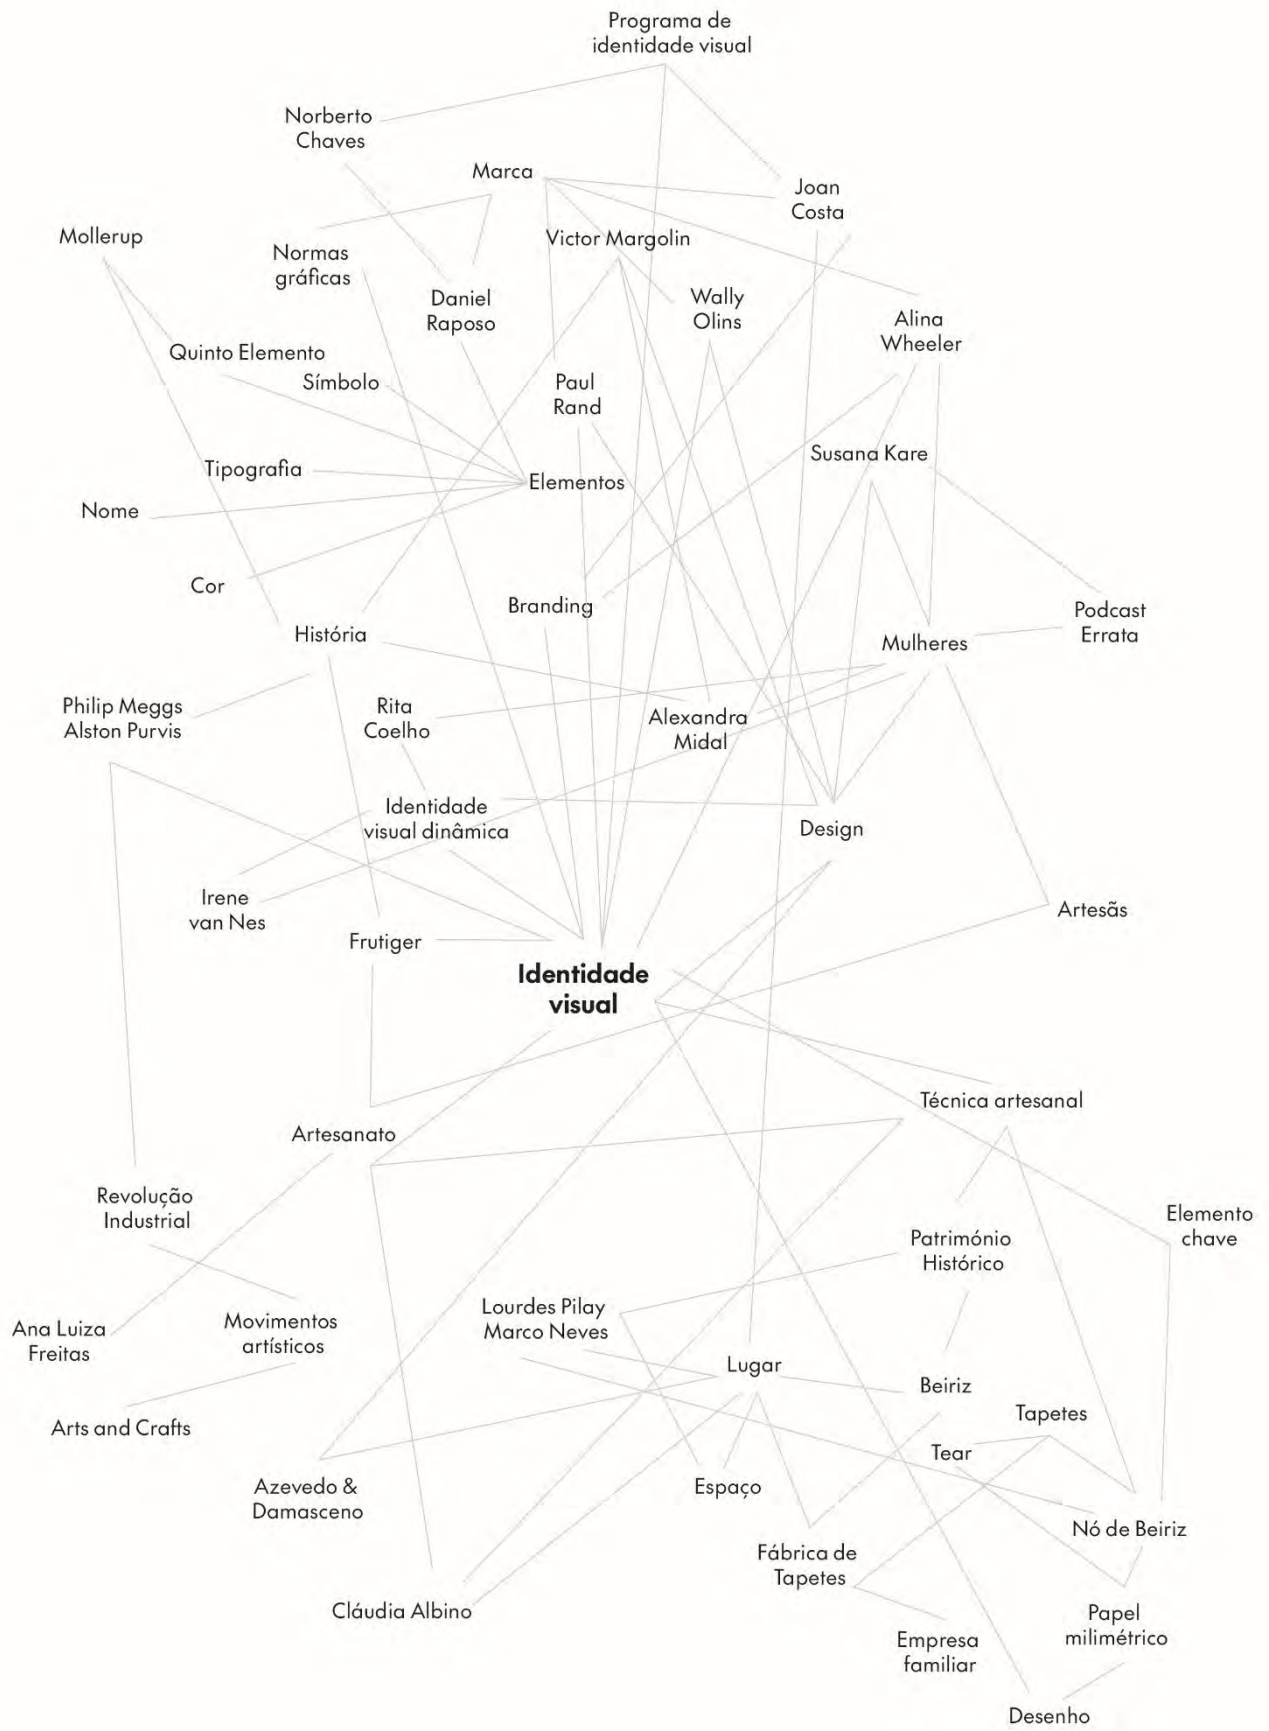 Programa de
identidade visual
Norberto
Chaves
Marca
Joan
Costa
Mollerup
Normas
gráficas
Victor Margolin
Daniel
Raposo
Wally
Olins
Alina
Wheeler
Quinto Elemento
Símbolo
Paul
Rand
Susana Kare
Tipografia
Elementos
Nome
Cor
Branding
História
Podcast
Errata
Mulheres
Philip Meggs
Alston Purvis
Rita
Coelho
Alexandra
Midal
Identidade
visual dinâmica
Design
Irene
van Nes
Artesãs
Frutiger
Identidade
visual
Técnica artesanal
Artesanato
Revolução
Industrial
Elemento
chave
Património
Histórico
Lourdes Pilay
Marco Neves
Ana Luiza
Freitas
Movimentos
artísticos
Lugar
Beiriz
Tapetes
Arts and Crafts
Tear
Azevedo &
Damasceno
Espaço
Nó de Beiriz
Fábrica de
Tapetes
Cláudia Albino
Papel
milimétrico
Empresa
familiar
Desenho